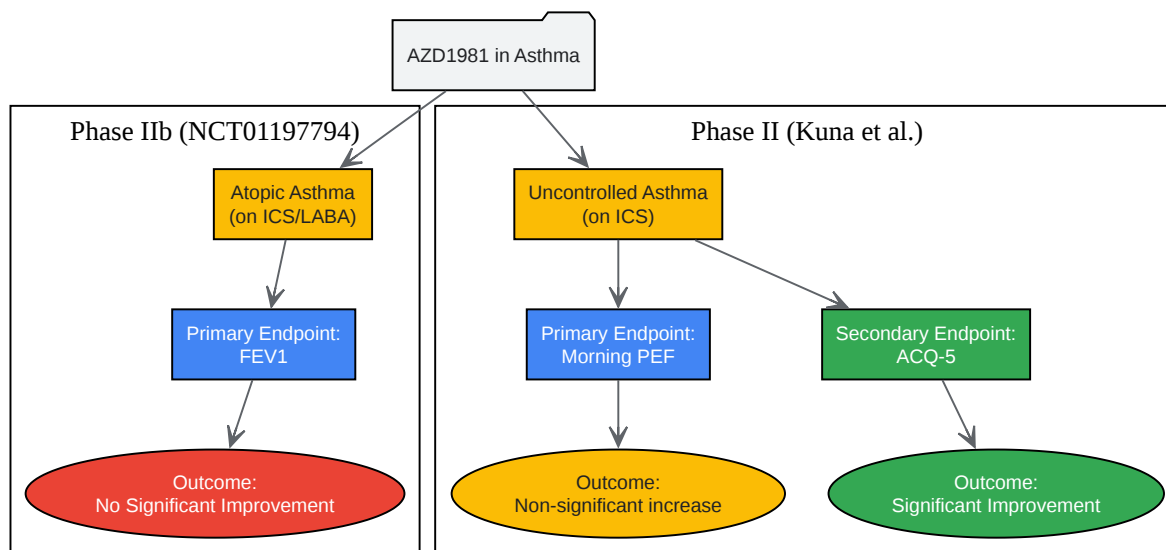 AZD1981 in Asthma
Phase IIb (NCT01197794)
Phase II (Kuna et al.)
Atopic Asthma
(on ICS/LABA)
Uncontrolled Asthma
(on ICS)
Primary Endpoint:
FEV1
Primary Endpoint:
Morning PEF
Secondary Endpoint:
ACQ-5
Outcome:
No Significant Improvement
Outcome:
Non-significant increase
Outcome:
Significant Improvement